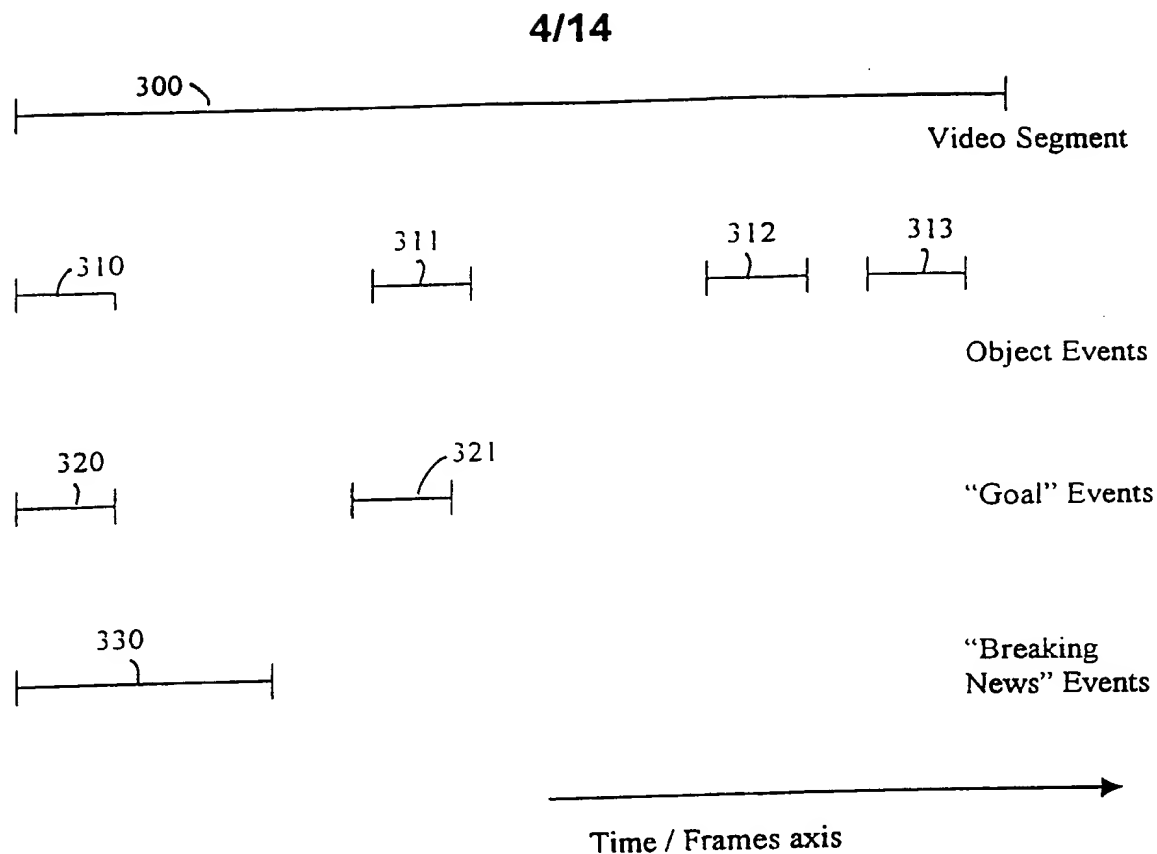 4/14
300
Video Segment
310
311
312
313
Object Events
320
321
“Goal” Events
330
“Breaking
News” Events
Time / Frames axis